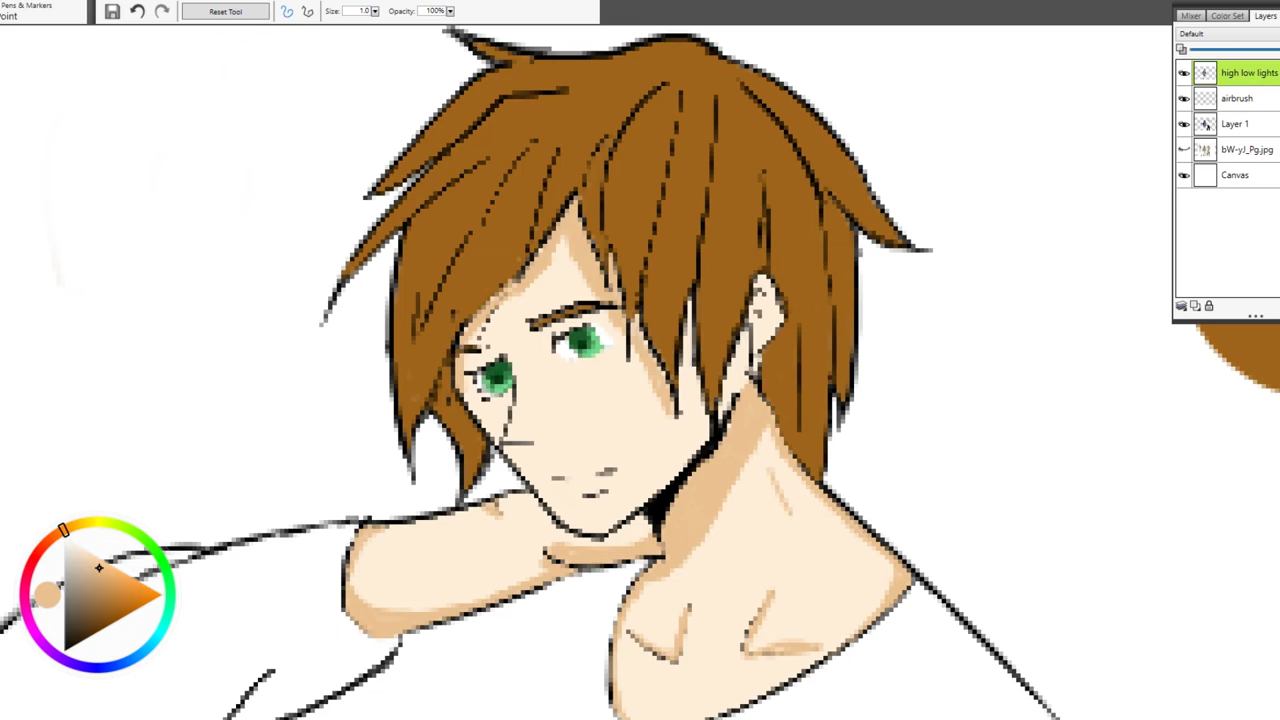 Pens & Markers
Point
Reset Tool
Size: 1.0
Opacity: 100%
Mixer Color Set Layers
Default
high low lights
airbrush
Layer 1
bW-yJ_Pg.jpg
Canvas